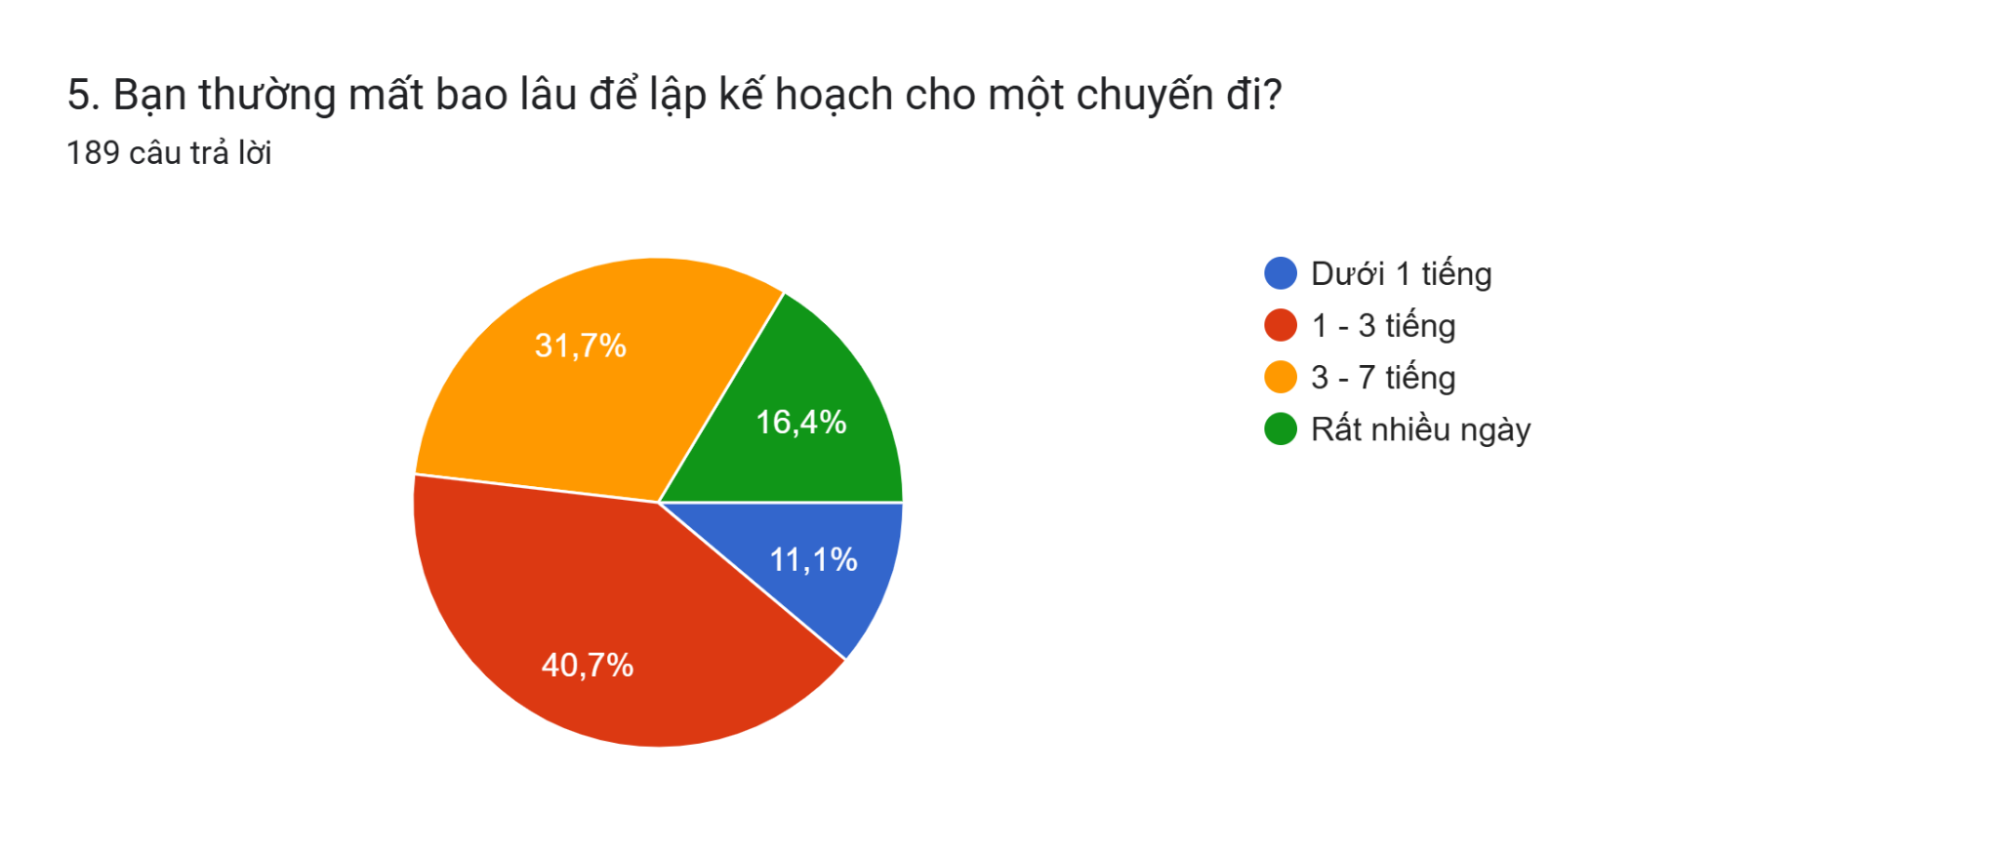 5. Bạn thường mất bao lâu để lập kế hoạch cho một chuyến đi?
189 câu trả lời
31,7%
16,4%
11,1%
40,7%
Dưới 1 tiếng
1 - 3 tiếng
3 - 7 tiếng
Rất nhiều ngày